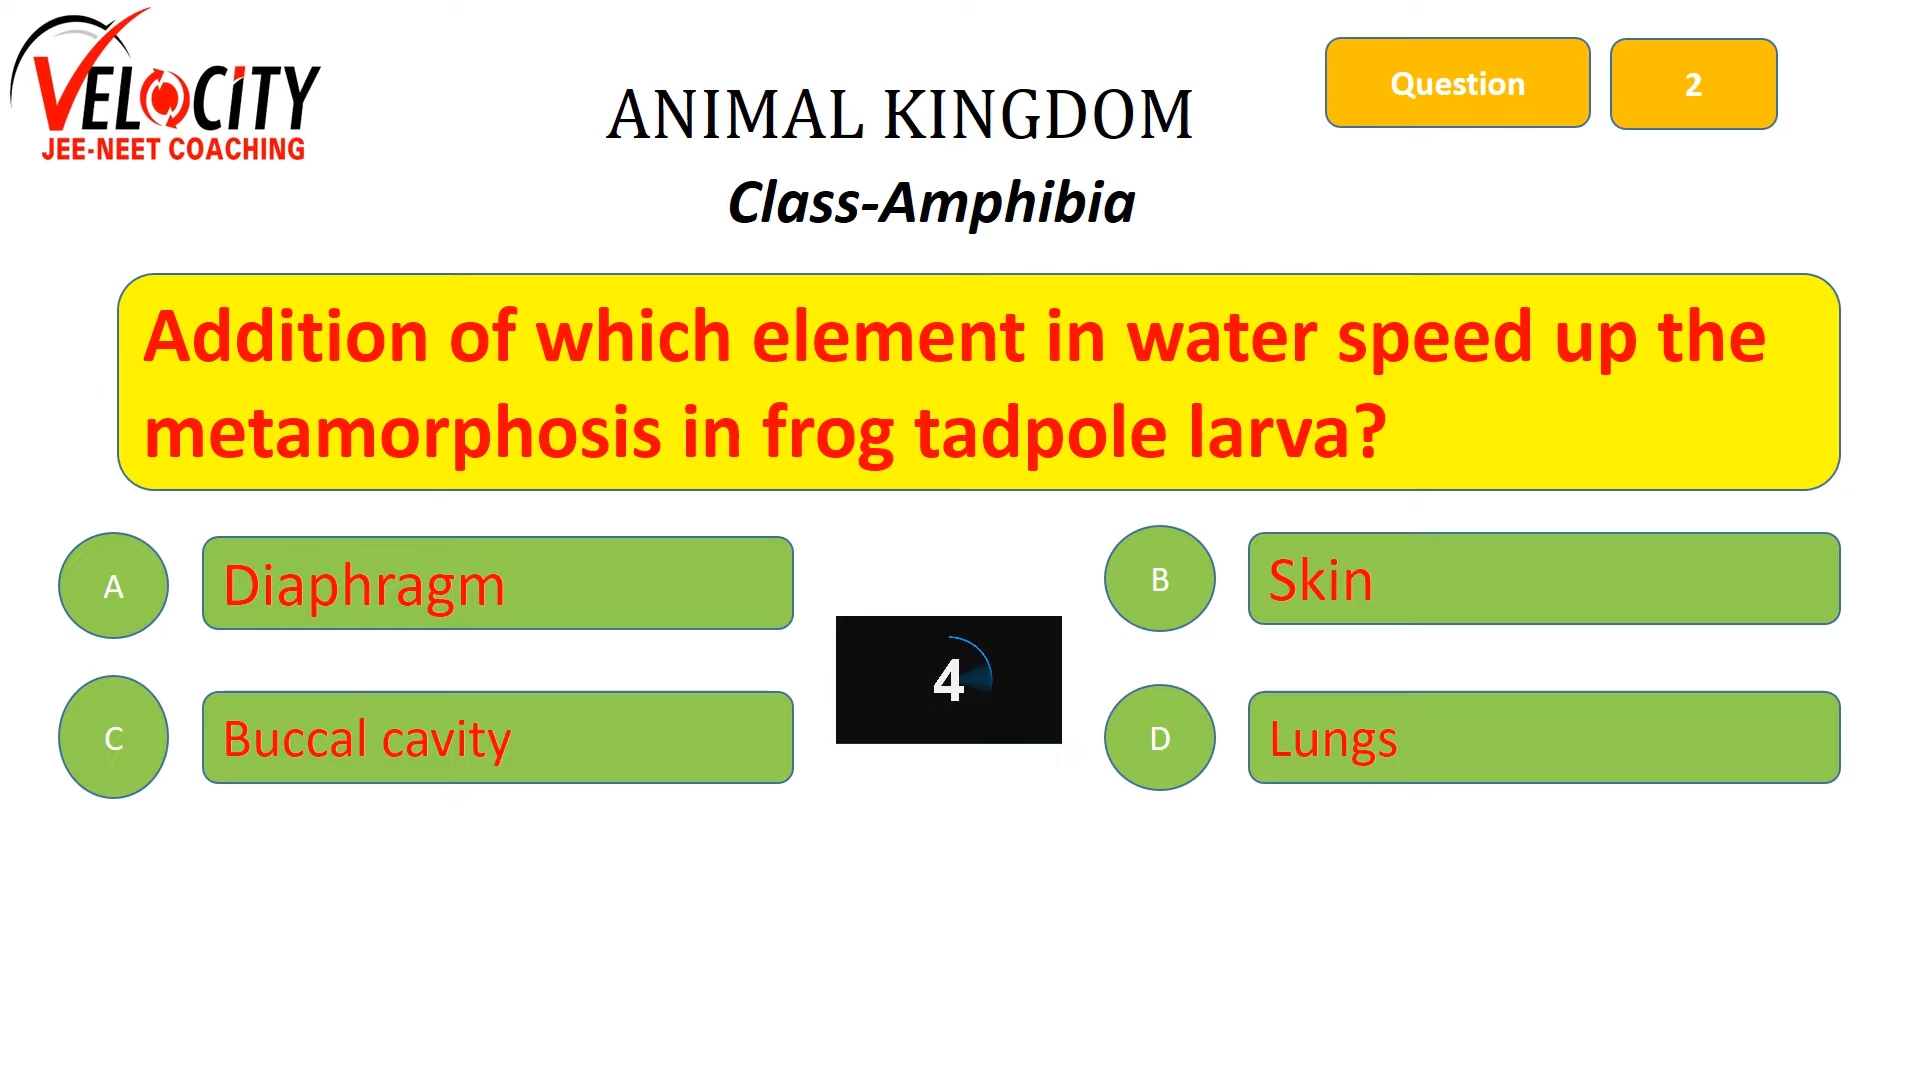 VELOCITY
JEE-NEET COACHING
ANIMAL KINGDOM
Class-Amphibia
Question
2
Addition of which element in water speed up the
metamorphosis in frog tadpole larva?
A
Diaphragm
B
Skin
4
C
Buccal cavity
D
Lungs